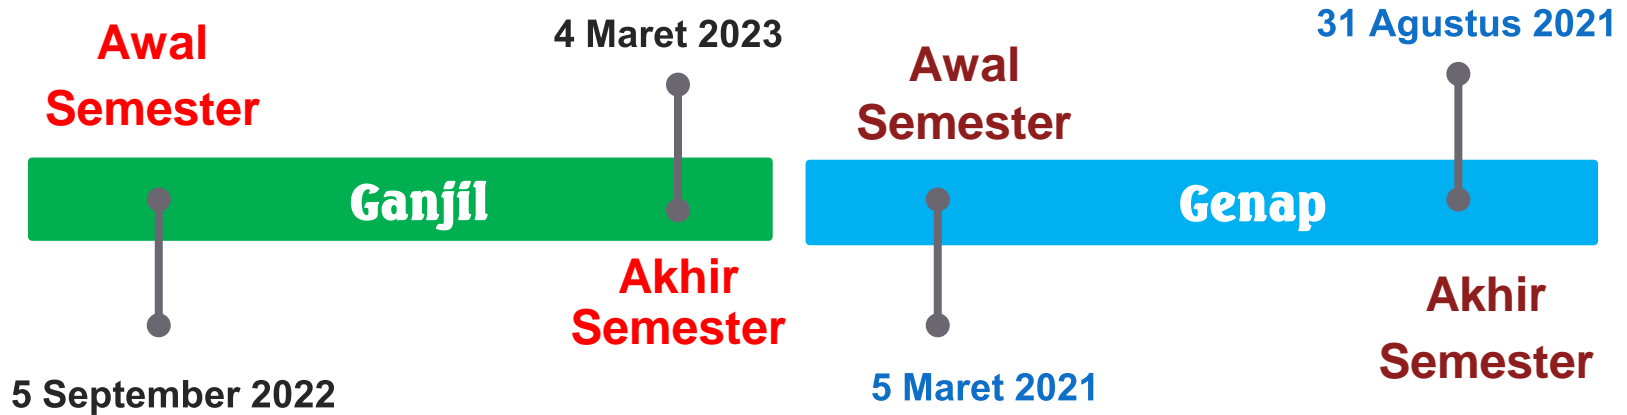 Awal
Semester
4 Maret 2023
Ganjil
Akhir
Semester
5 September 2022
Awal
Semester
31 Agustus 2021
Genap
5 Maret 2021
Akhir
Semester